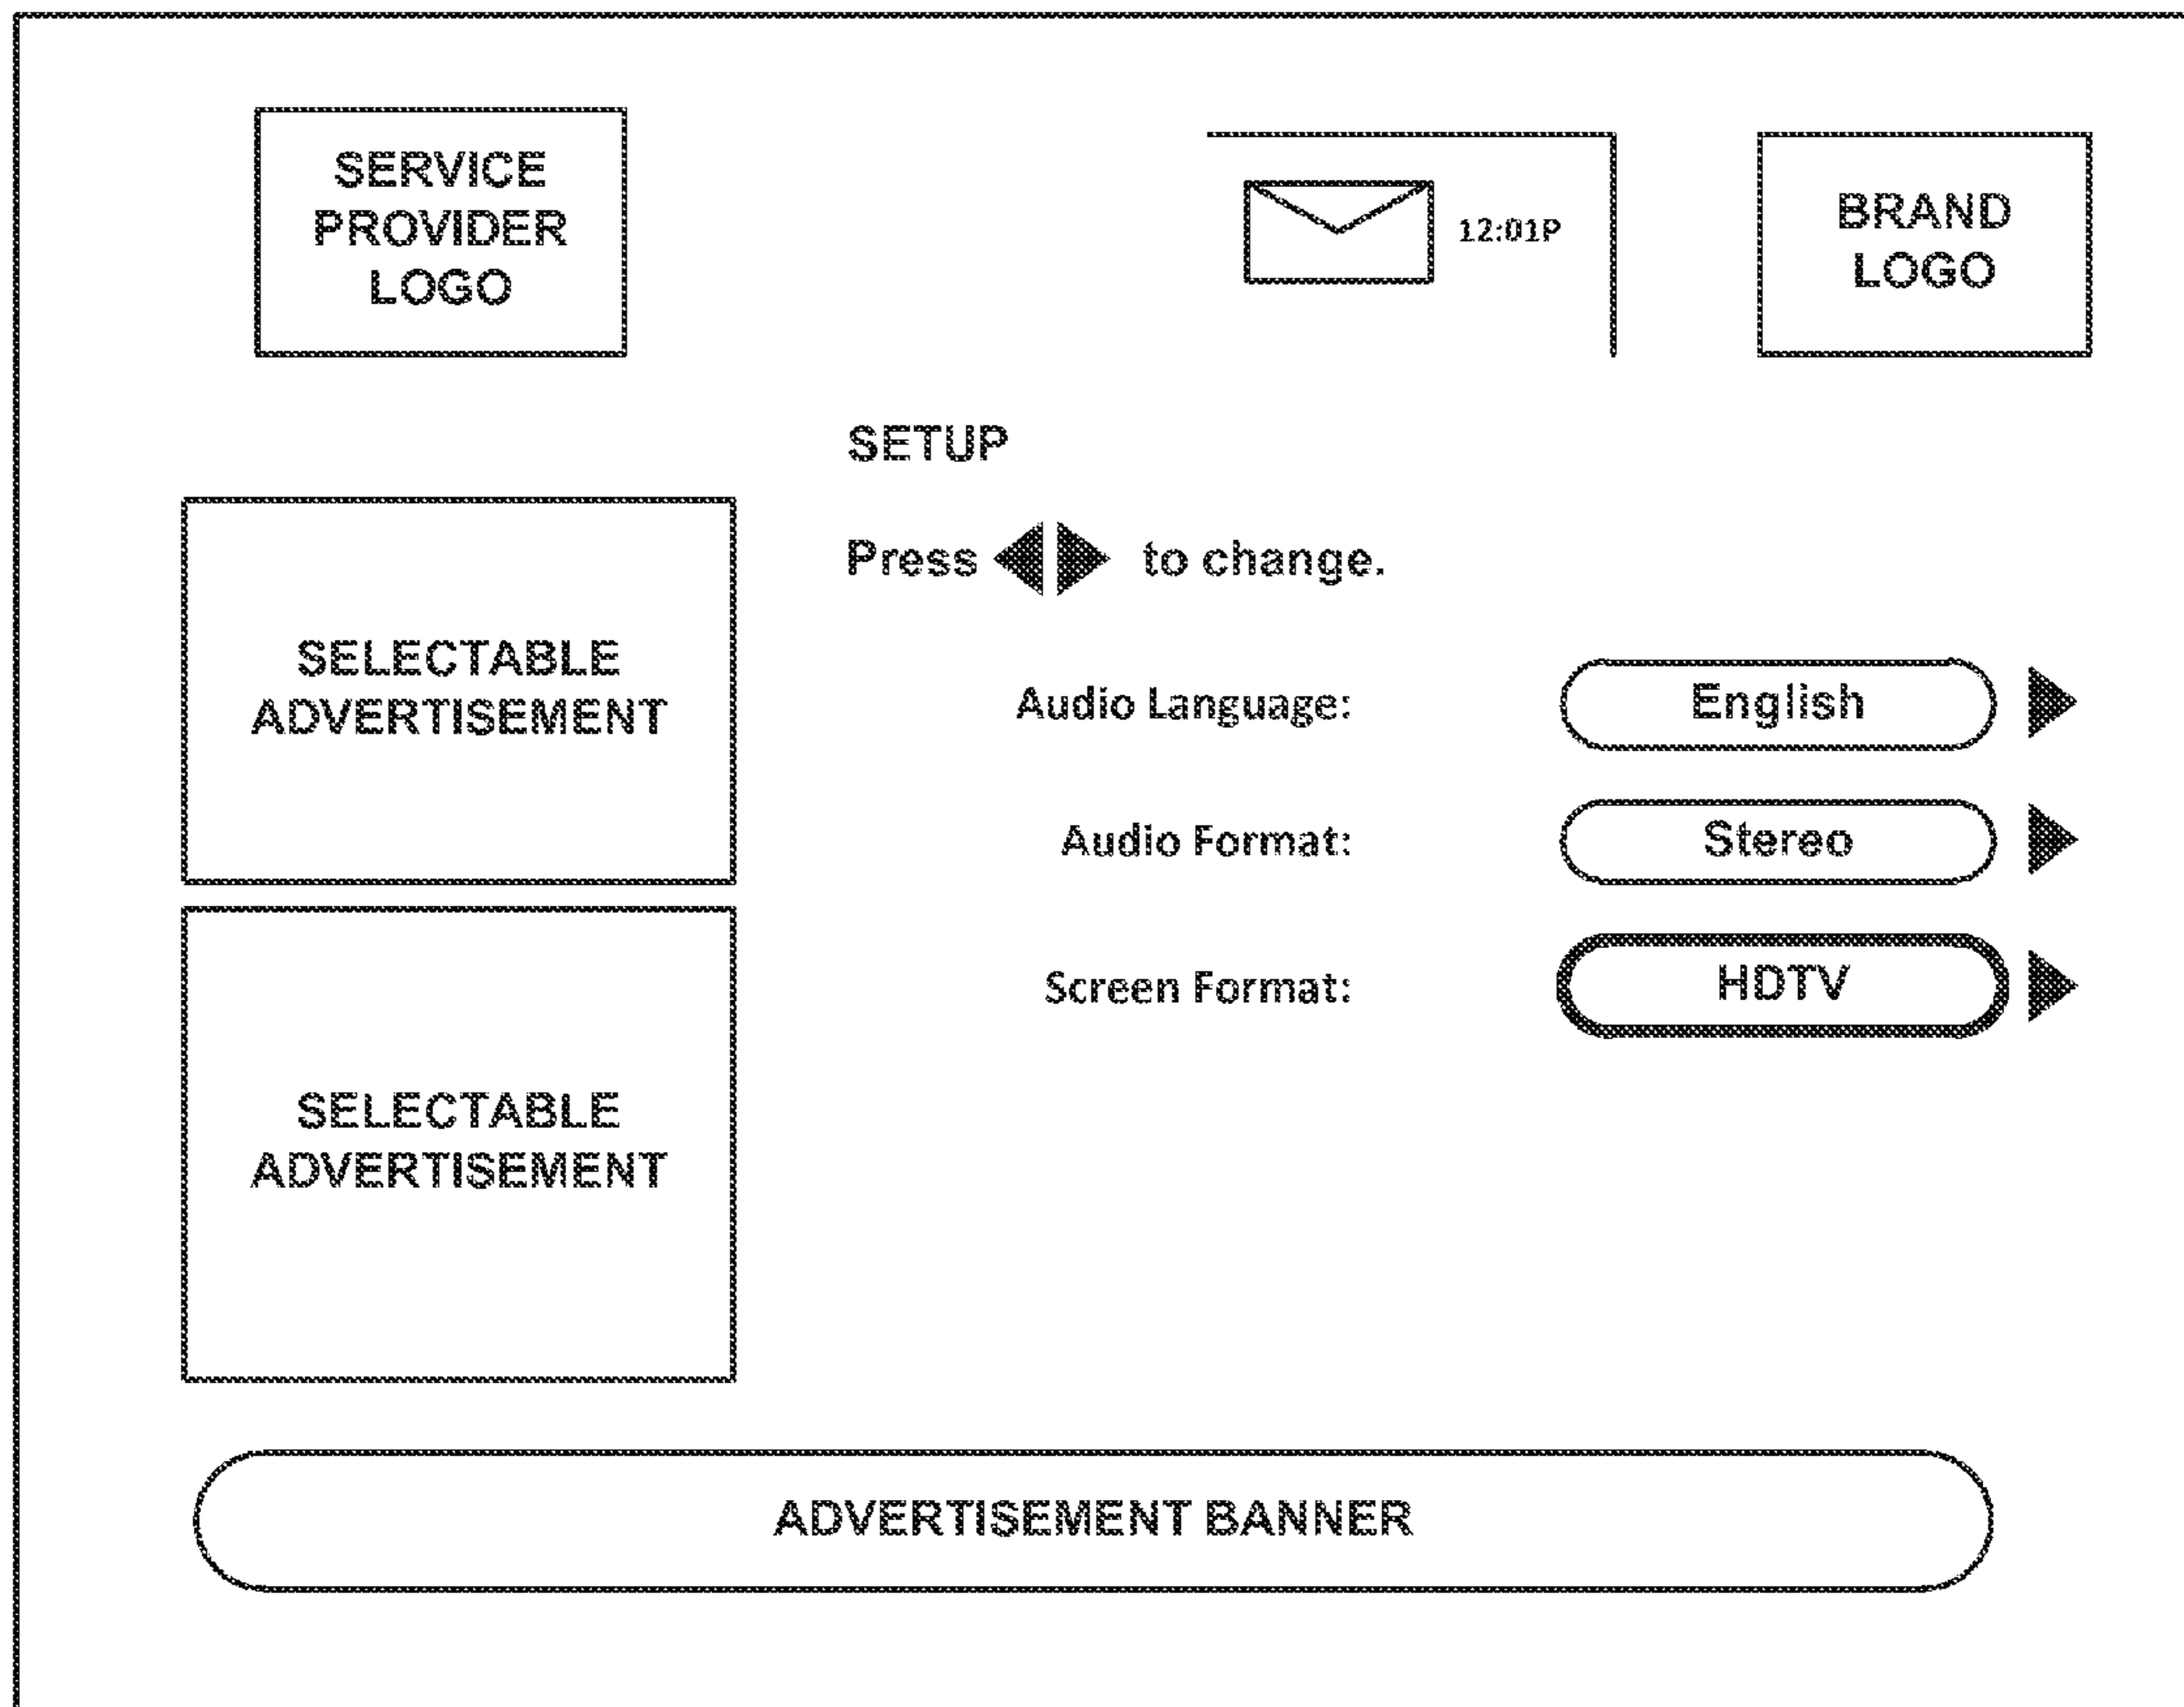 SERVICE
PROVIDER
LOGO
12:01P
BRAND
LOGO
SETUP
Press to change.
SELECTABLE
ADVERTISEMENT
Audio Language: English
Audio Format: Stereo
Screen Format: HDTV
SELECTABLE
ADVERTISEMENT
ADVERTISEMENT BANNER